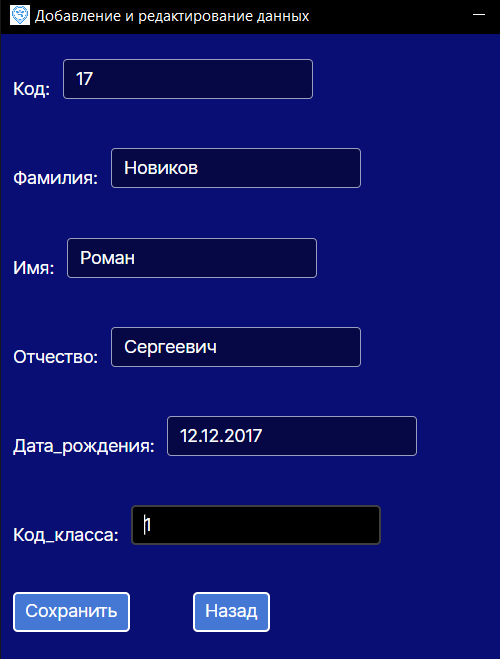 Добавление и редактирование данных
Код: 17
Фамилия: Новиков
Имя: Роман
Отчество: Сергеевич
Дата_рождения: 12.12.2017
Код_класса: 1
Сохранить Назад